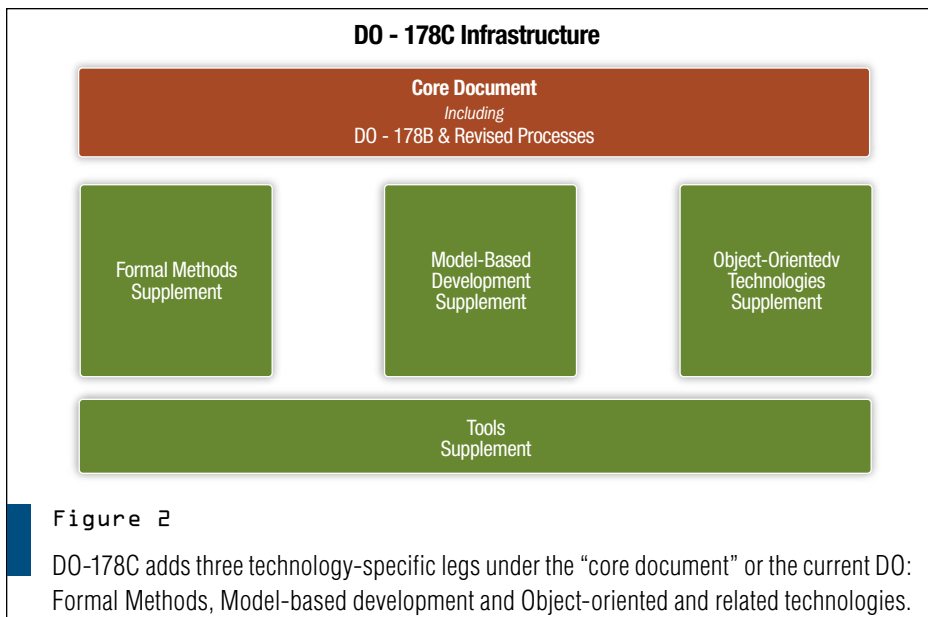 DO - 178C Infrastructure
Core Document
Including
DO - 178B & Revised Processes
Formal Methods
Supplement
Model-Based
Development
Supplement
Object-Orientedv
Technologies
Supplement
Tools
Supplement
Figure 2
DO-178C adds three technology-specific legs under the “core document” or the current DO:
Formal Methods, Model-based development and Object-oriented and related technologies.